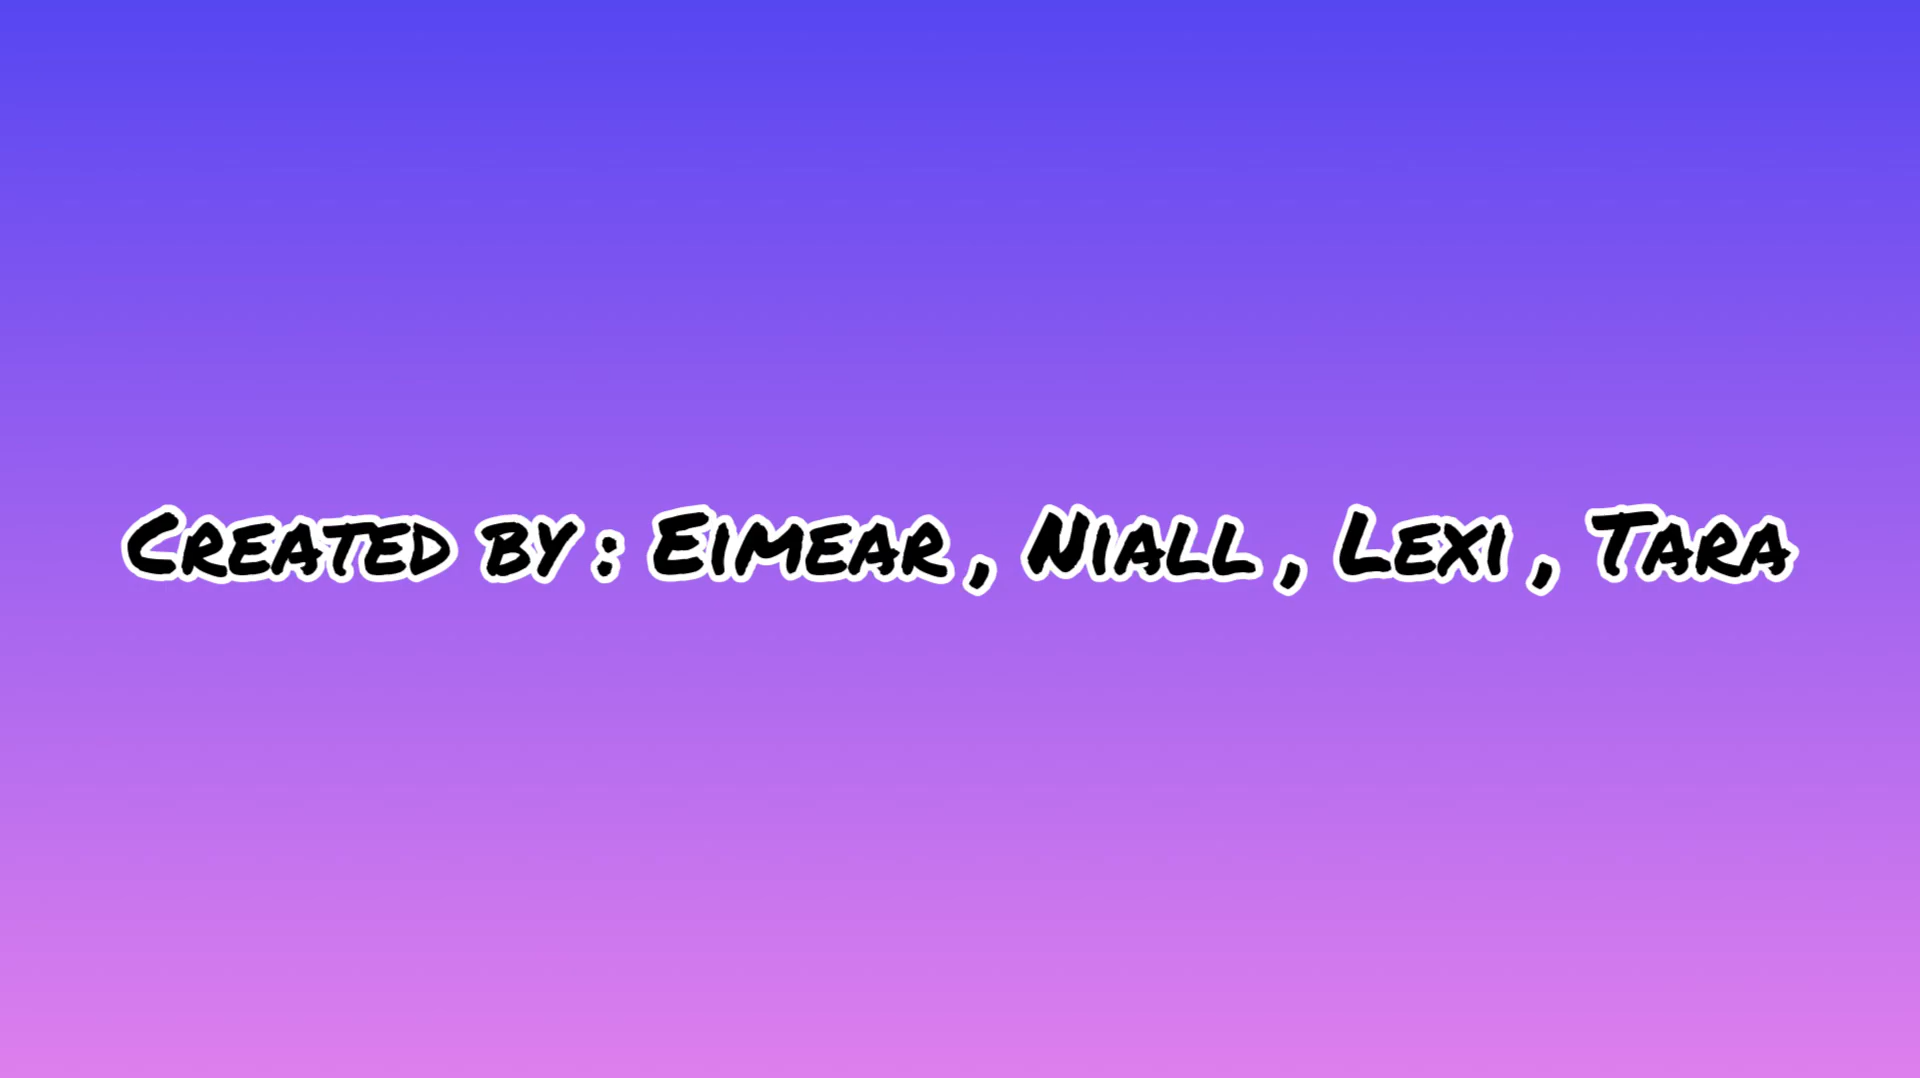 Created by : Eimear , Niall , Lexi , Tara